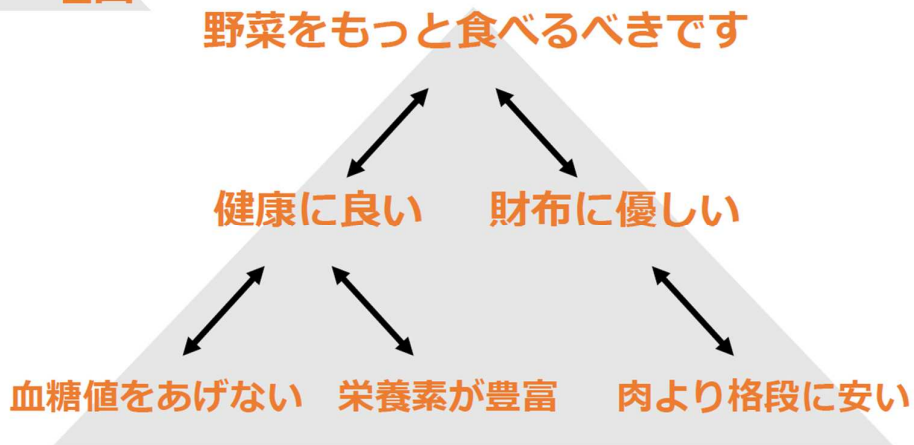 野菜をもっと食べるべきです
健康に良い 財布に優しい
血糖値をあげない 栄養素が豊富 肉より格段に安い